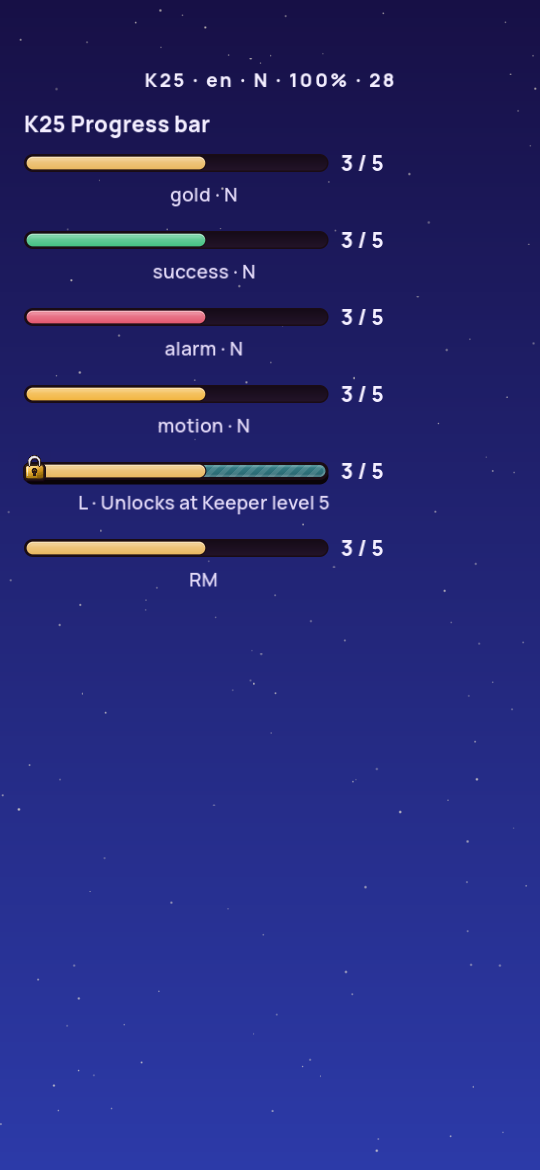 K25 · en · N · 100% · 28
K25 Progress bar
3 / 5
gold · N
3 / 5
success · N
3 / 5
alarm · N
3 / 5
motion · N
3 / 5
L · Unlocks at Keeper level 5
3 / 5
RM